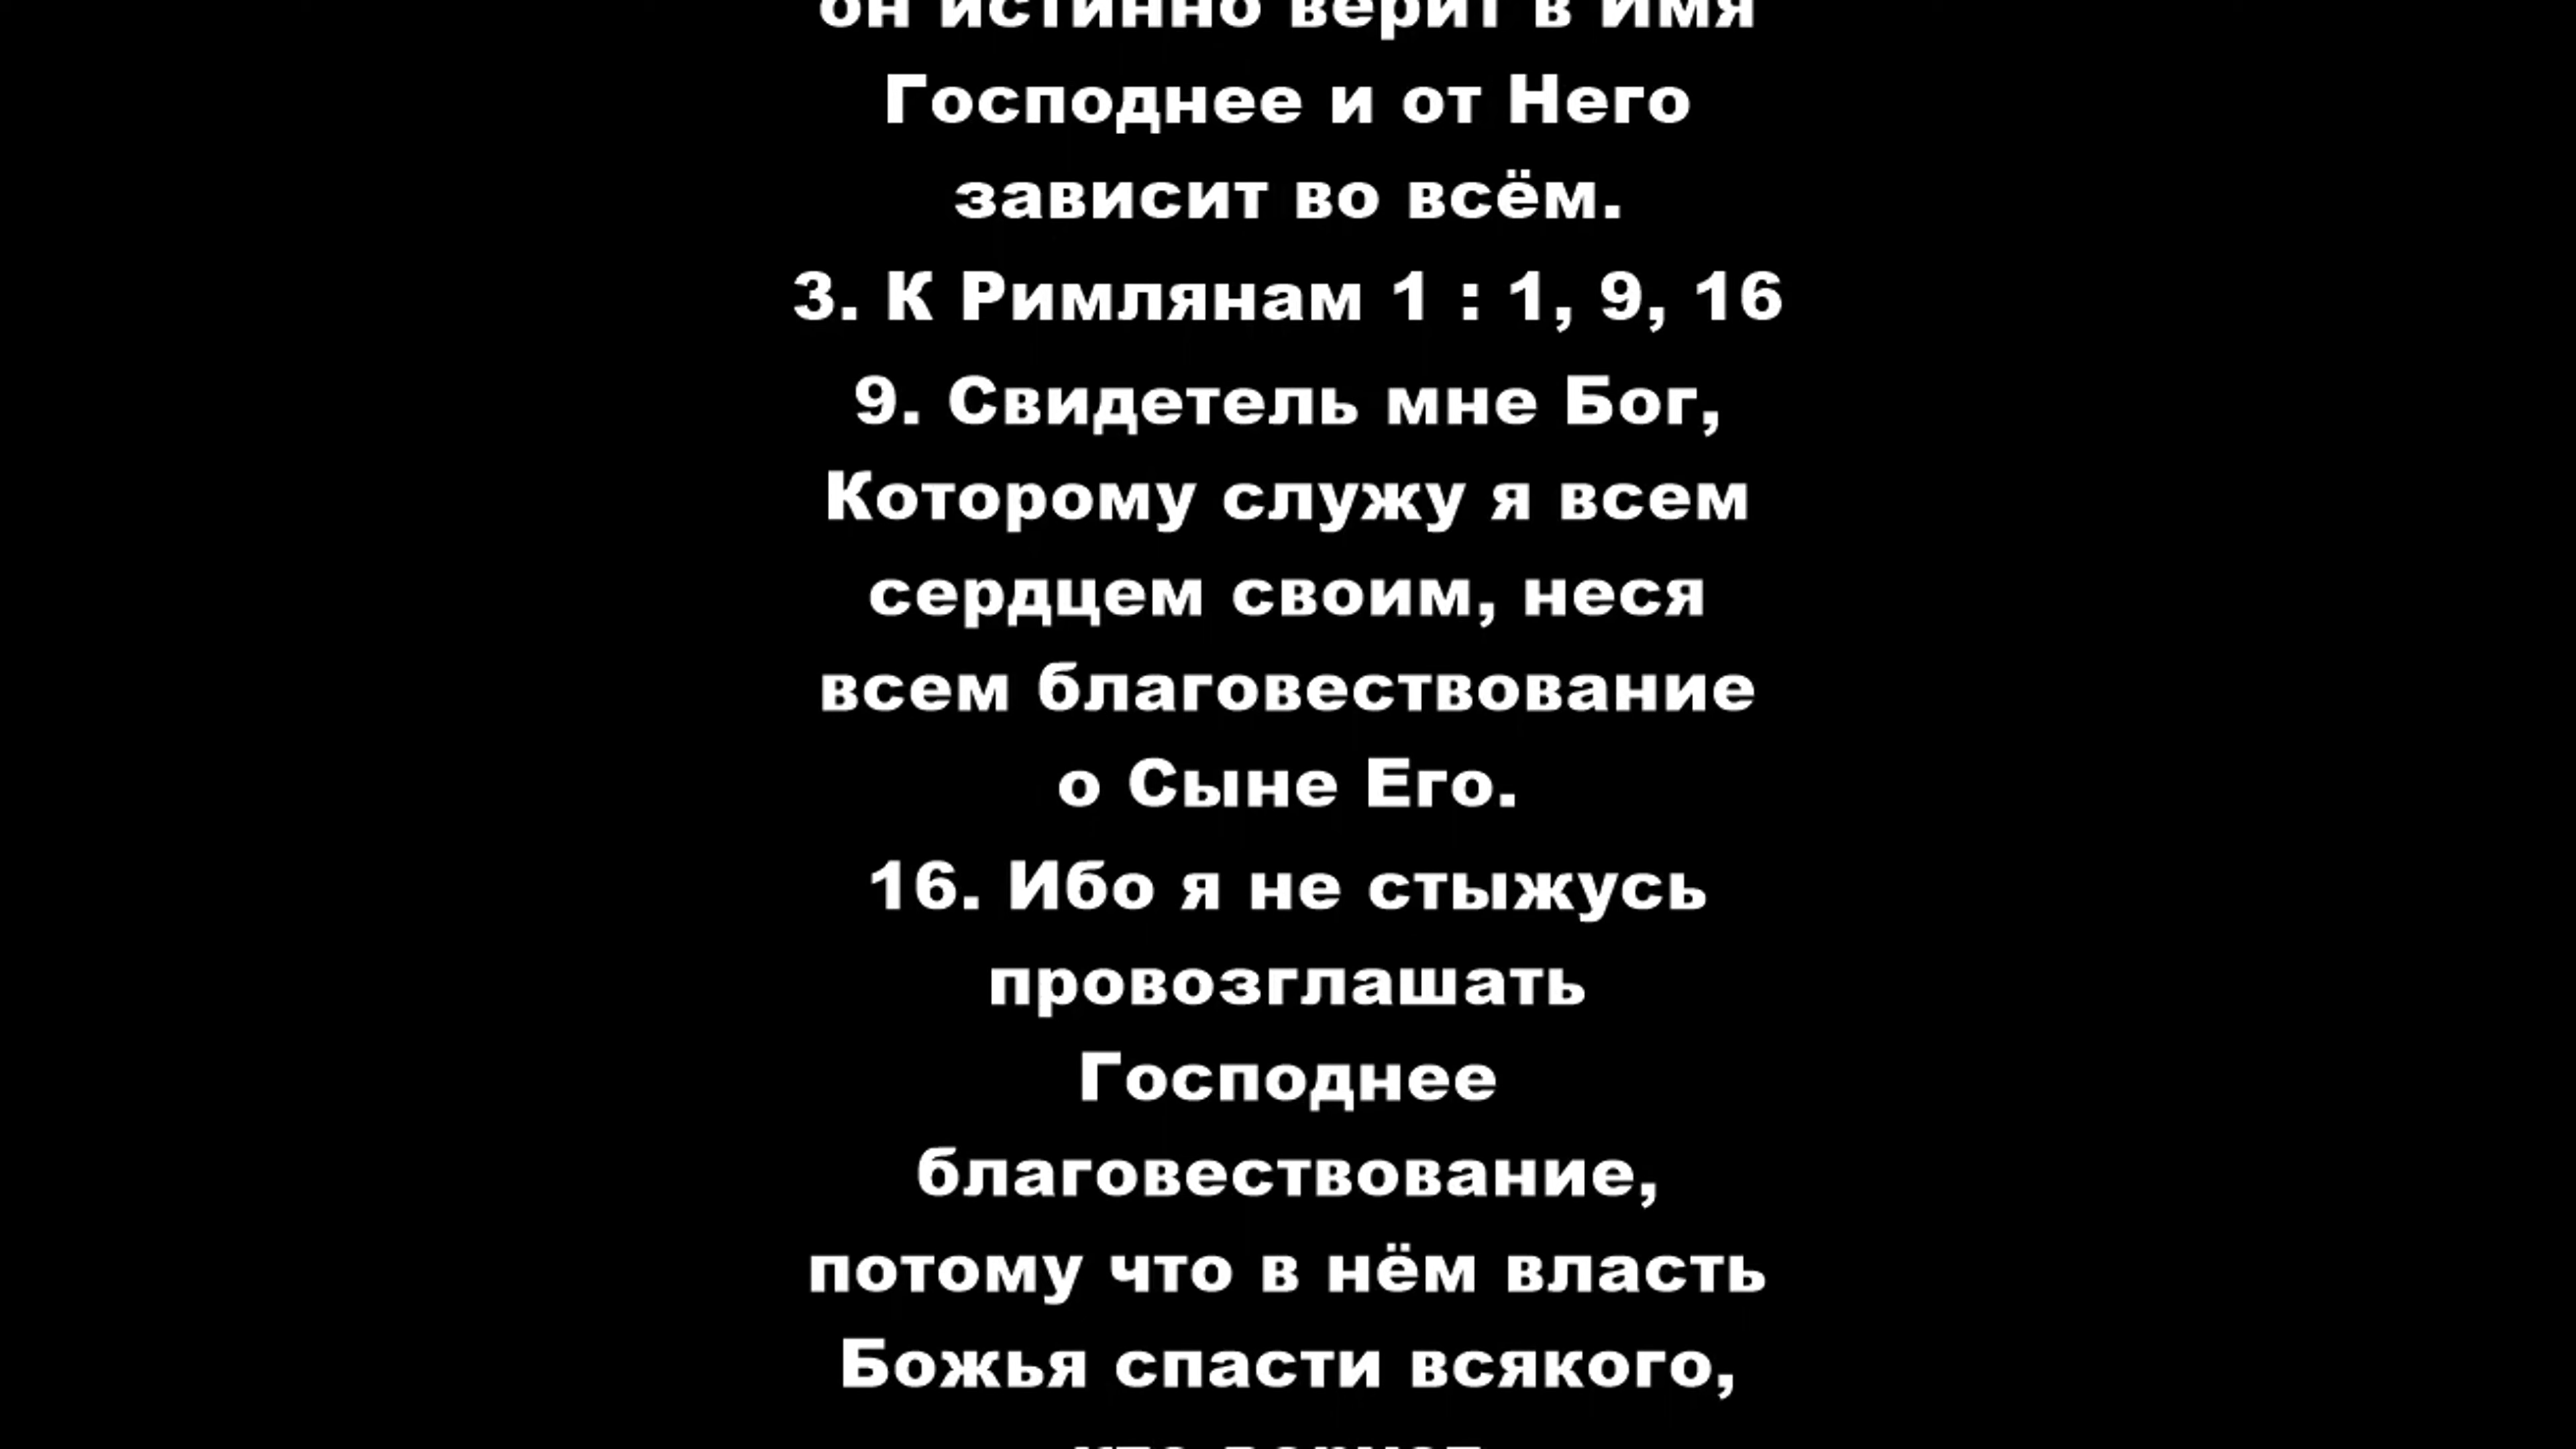 он истинно верит в Имя
Господнее и от Него
зависит во всём.
3. К Римлянам 1 : 1, 9, 16
9. Свидетель мне Бог,
Которому служу я всем
сердцем своим, неся
всем благовествование
о Сыне Его.
16. Ибо я не стыжусь
провозглашать
Господнее
благовествование,
потому что в нём власть
Божья спасти всякого,